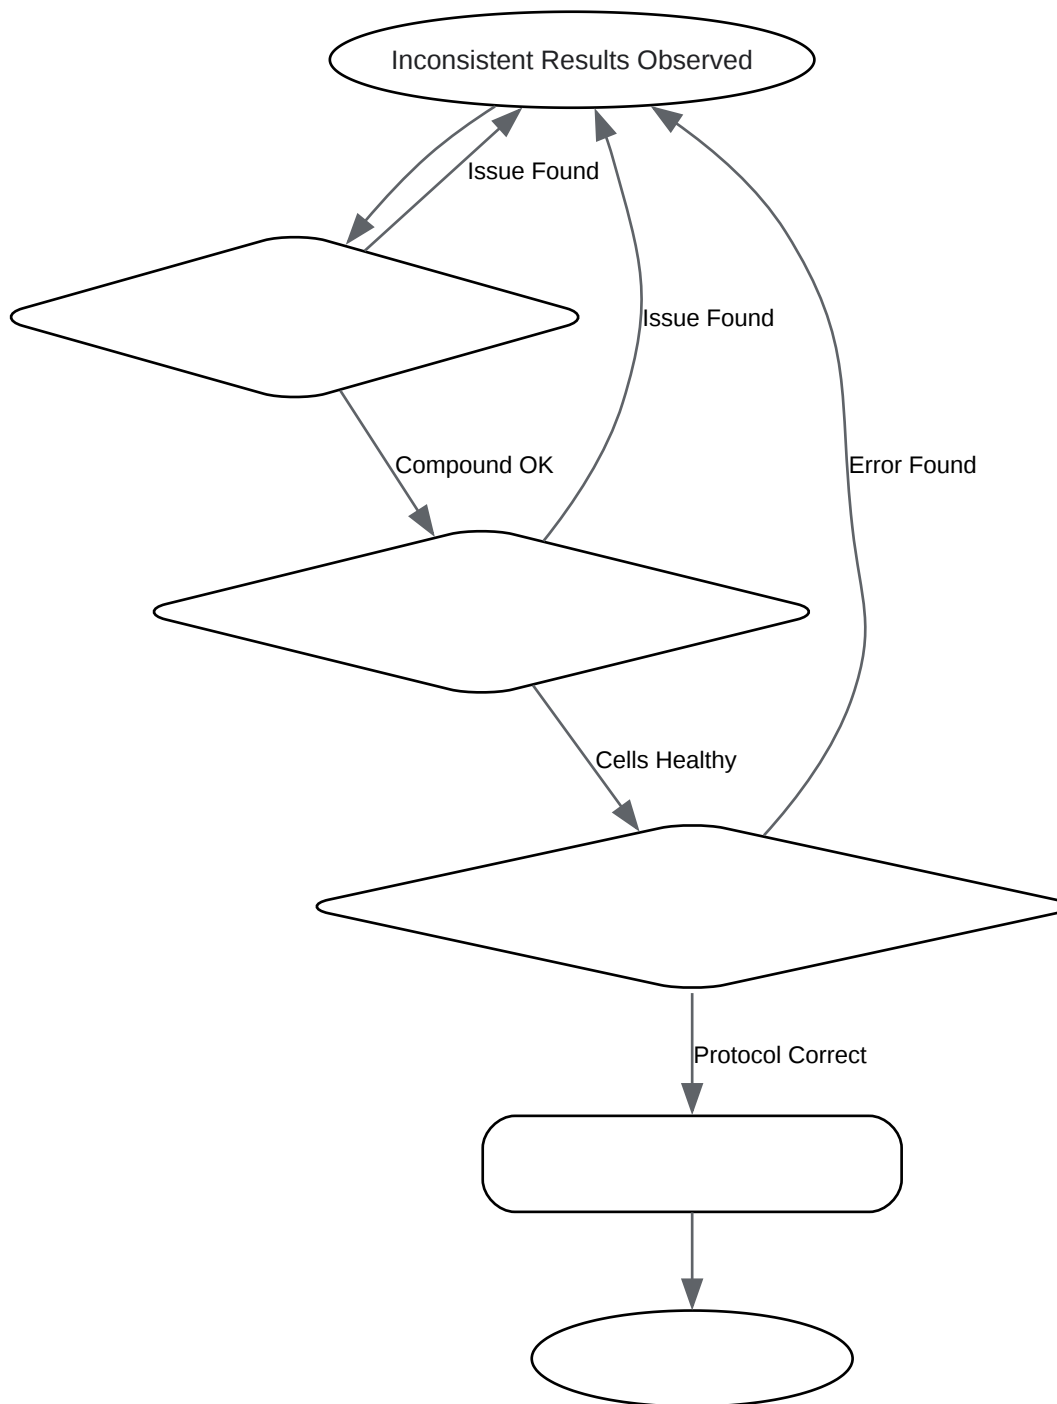 Inconsistent Results Observed
Issue Found
Issue Found
Compound OK
Error Found
Cells Healthy
Protocol Correct